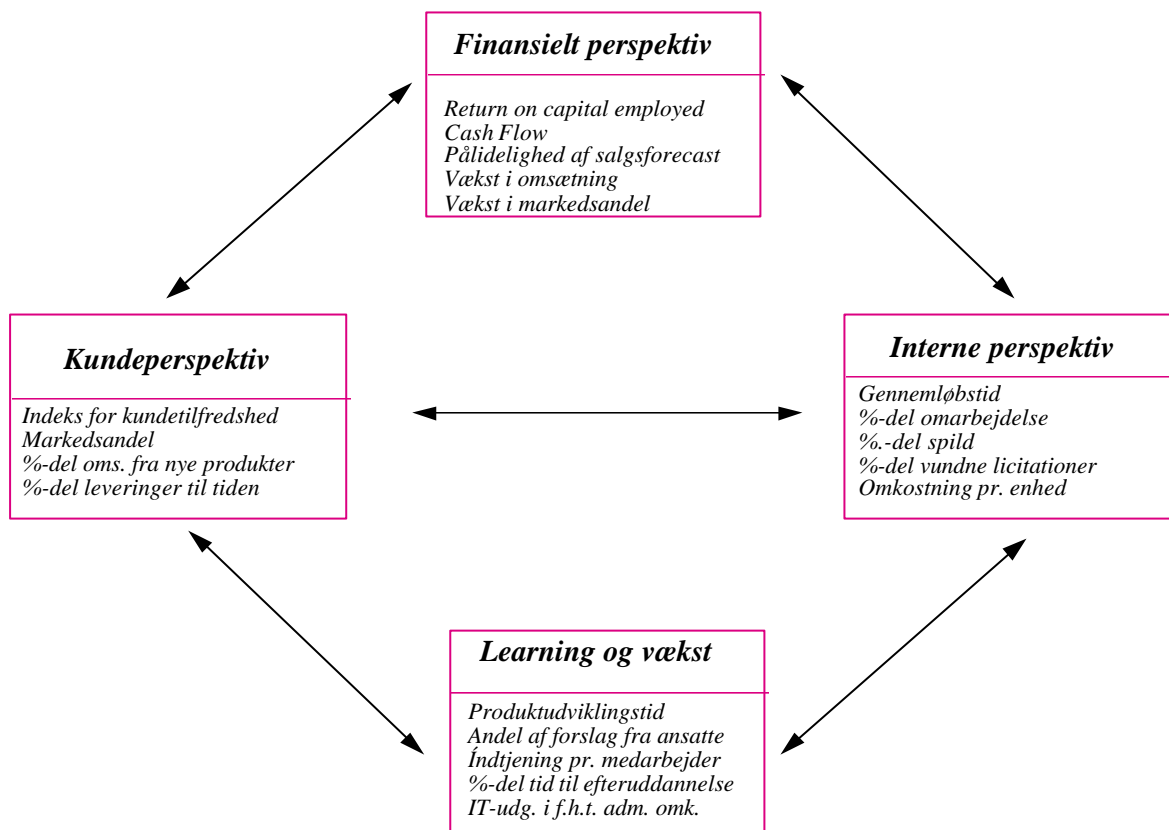 Finansielt perspektiv
Return on capital employed
Cash Flow
Pålidelighed af salgsforecast
Vækst i omsætning
Vækst i markedsandel
Kundeperspektiv
Indeks for kundetilfredshed
Markedsandel
%-del oms. fra nye produkter
%-del leveringer til tiden
Interne perspektiv
Gennemløbstid
%-del omarbejdelse
%.-del spild
%-del vundne licitationer
Omkostning pr. enhed
Learning og vækst
Produktudviklingstid
Andel af forslag fra ansatte
Índtjening pr. medarbejder
%-del tid til efteruddannelse
IT-udg. i f.h.t. adm. omk.